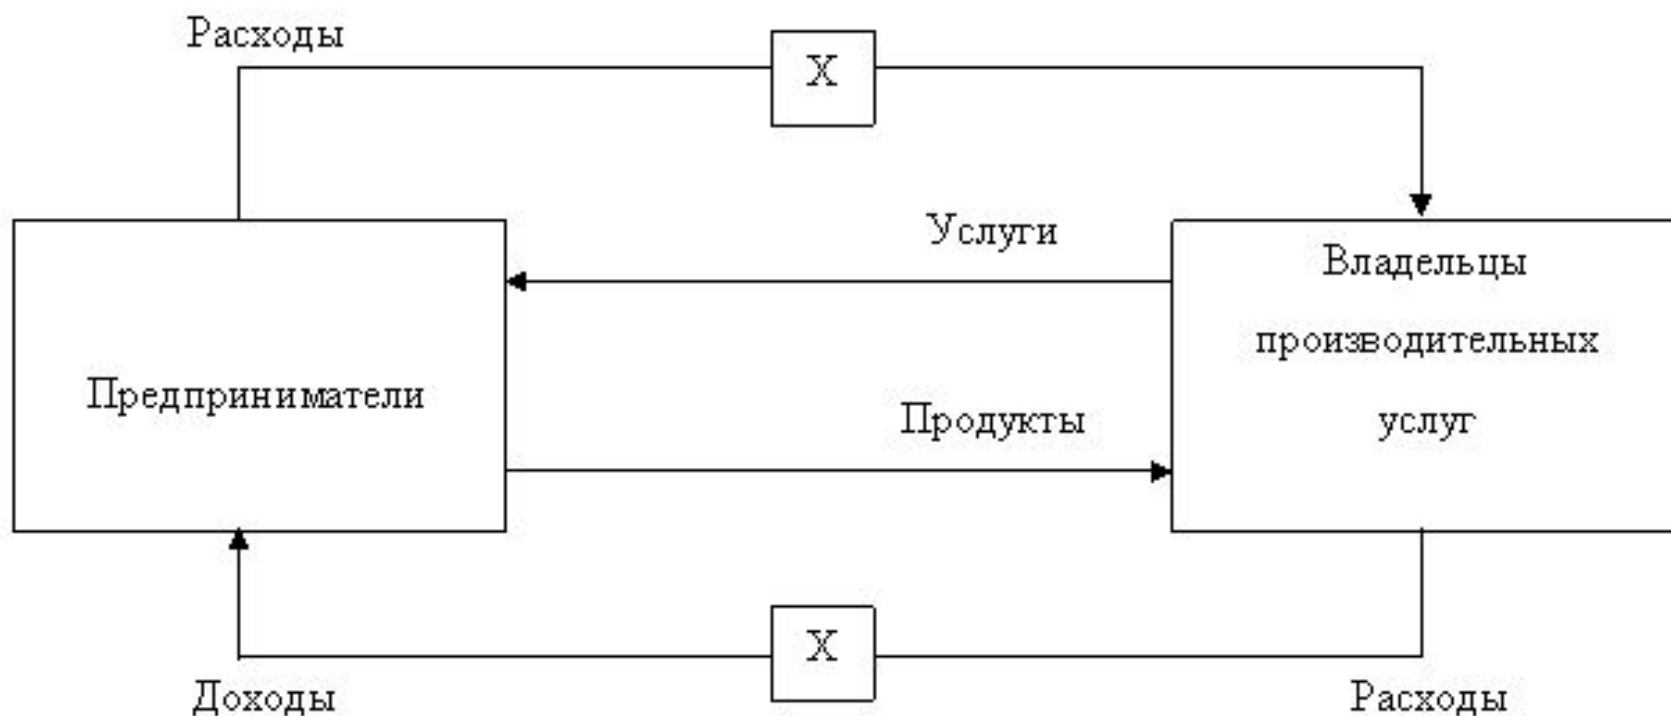 Расходы
Х
Услуги
Владельцы
производительных
услуг
Предприниматели
Продукты
Х
Доходы
Расходы